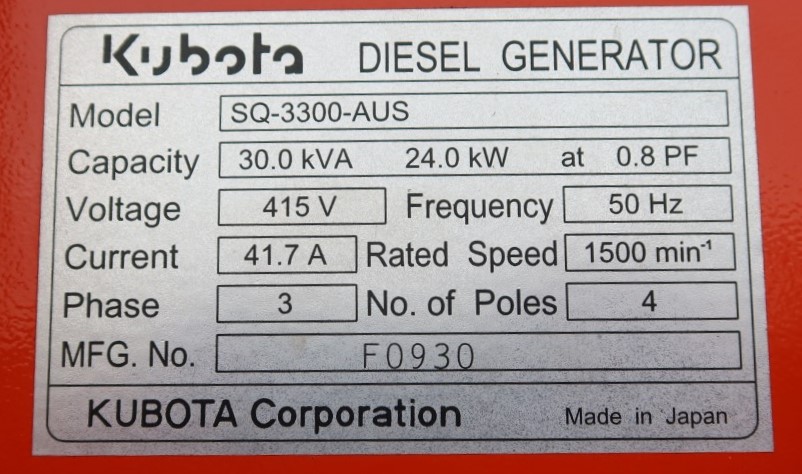 Kubota DIESEL GENERATOR
Model SQ-3300-AUS
Capacity 30.0 kVA 24.0 kW at 0.8 PF
Voltage 415 V Frequency 50 Hz
Current 41.7 A Rated Speed 1500 min⁻¹
Phase 3 No. of Poles 4
MFG. No. F0930
KUBOTA Corporation Made in Japan